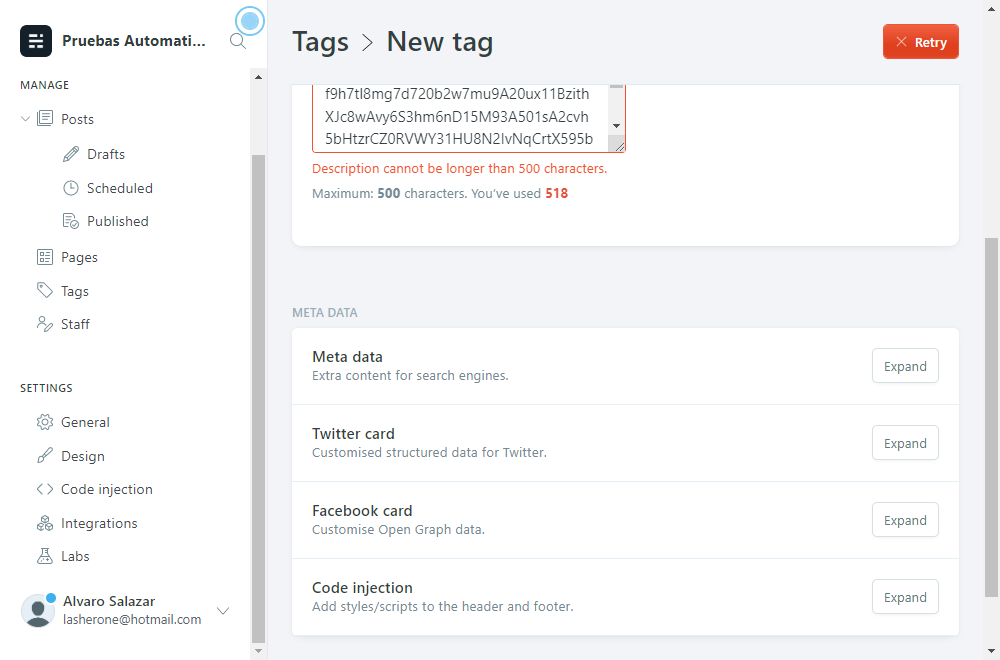 Pruebas Automati...
MANAGE
Posts
Drafts
Scheduled
Published
Pages
Tags
Staff
SETTINGS
General
Design
Code injection
Integrations
Labs
Alvaro Salazar
lasherone@hotmail.com
Tags > New tag
Retry
f9h7tl8mg7d720b2w7mu9A20ux11Bzith
XJc8wAvy6S3hm6nD15M93A501sA2cvh
5bHtzrCZ0RVWY31HU8N2IvNqCrtX595b
Description cannot be longer than 500 characters.
Maximum: 500 characters. You’ve used 518
META DATA
Meta data
Extra content for search engines.
Expand
Twitter card
Customised structured data for Twitter.
Expand
Facebook card
Customise Open Graph data.
Expand
Code injection
Add styles/scripts to the header and footer.
Expand